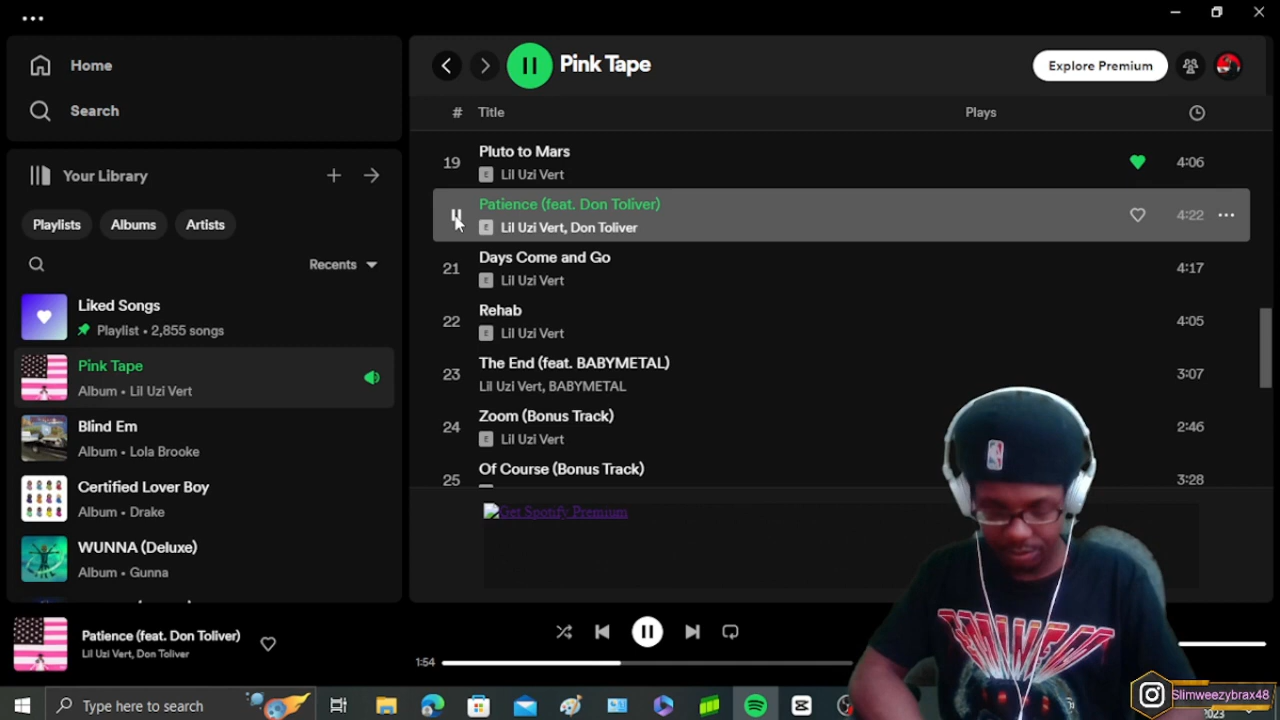 Home
Search
Your Library
Playlists
Albums
Artists
Recents
Liked Songs
Playlist • 2,855 songs
Pink Tape
Album • Lil Uzi Vert
Blind Em
Album • Lola Brooke
Certified Lover Boy
Album • Drake
WUNNA (Deluxe)
Album • Gunna
Pink Tape
Explore Premium
# Title Plays
19 Pluto to Mars 4:06
E Lil Uzi Vert
Patience (feat. Don Toliver) 4:22
E Lil Uzi Vert, Don Toliver
21 Days Come and Go 4:17
E Lil Uzi Vert
22 Rehab 4:05
E Lil Uzi Vert
23 The End (feat. BABYMETAL) 3:07
Lil Uzi Vert, BABYMETAL
24 Zoom (Bonus Track) 2:46
E Lil Uzi Vert
25 Of Course (Bonus Track) 3:28
Get Spotify Premium
Patience (feat. Don Toliver)
Lil Uzi Vert, Don Toliver
1:54
Type here to search
Slimweezybrax48